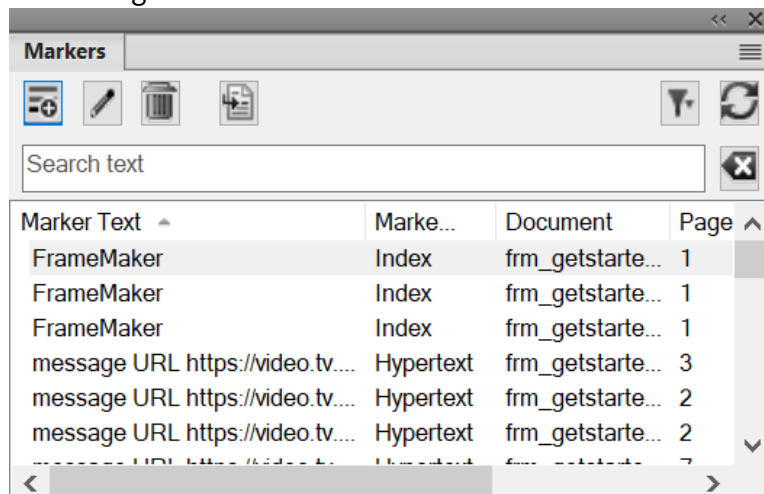 Markers
Search text
Marker Text Marke... Document Page
FrameMaker Index frm_getstarte... 1
FrameMaker Index frm_getstarte... 1
FrameMaker Index frm_getstarte... 1
message URL https://video.tv.... Hypertext frm_getstarte... 3
message URL https://video.tv.... Hypertext frm_getstarte... 2
message URL https://video.tv.... Hypertext frm_getstarte... 2